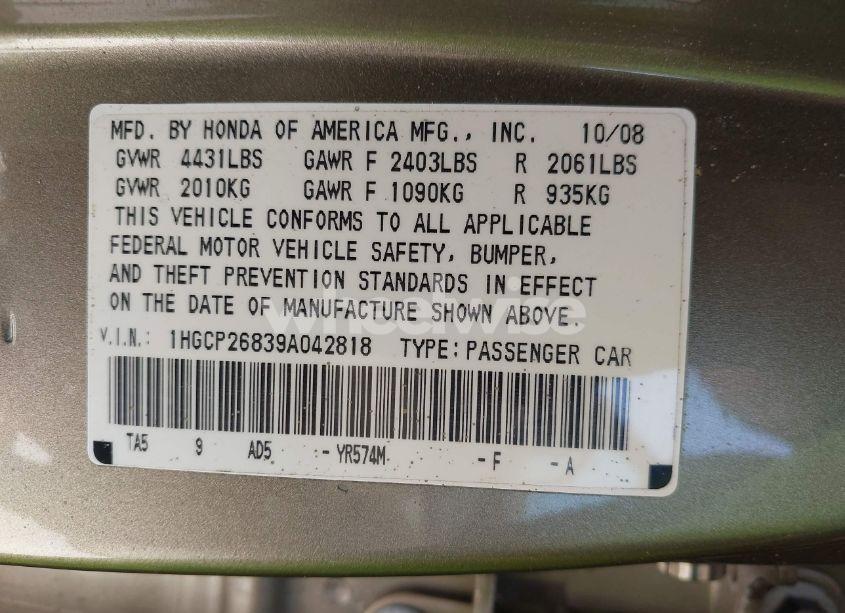 MFD. BY HONDA OF AMERICA MFG., INC. 10/08
GVWR 4431LBS GAWR F 2403LBS R 2061LBS
GVWR 2010KG GAWR F 1090KG R 935KG
THIS VEHICLE CONFORMS TO ALL APPLICABLE
FEDERAL MOTOR VEHICLE SAFETY, BUMPER,
AND THEFT PREVENTION STANDARDS IN EFFECT
ON THE DATE OF MANUFACTURE SHOWN ABOVE.
wheelwire
V.I.N.: 1HGCP26839A042818 TYPE: PASSENGER CAR
TA5 9 AD5 - YR574M - F - A